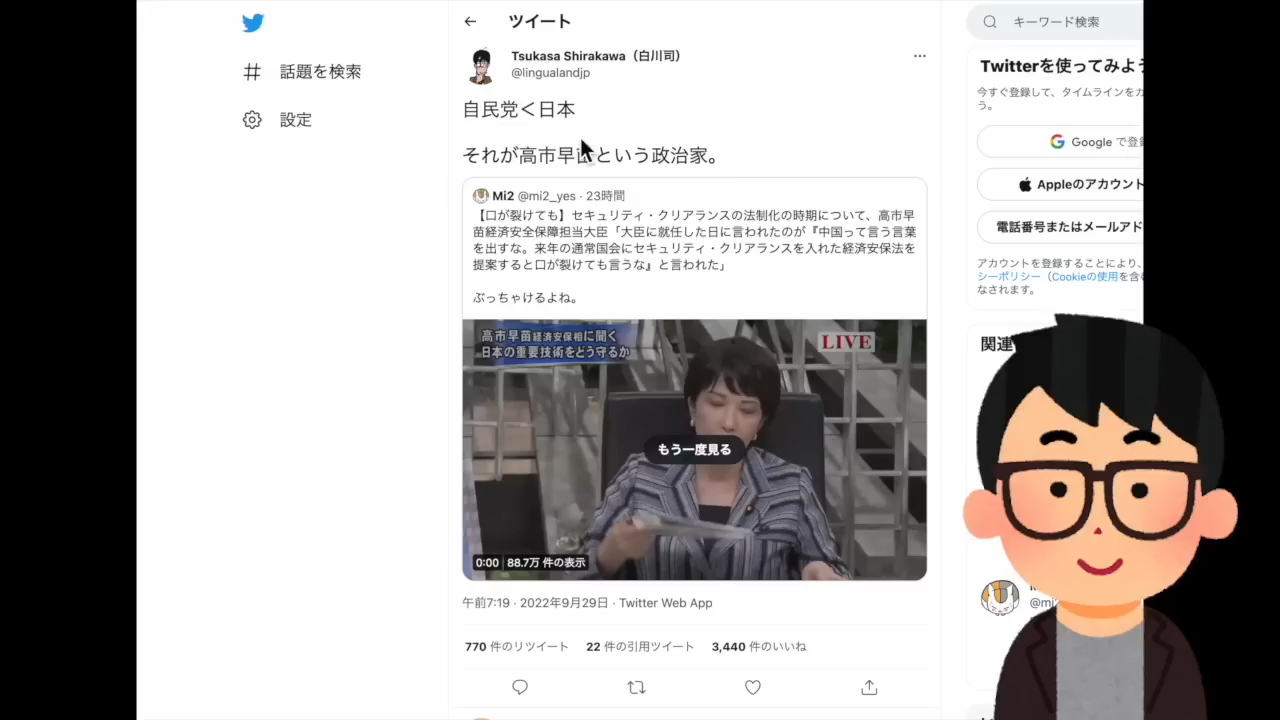 ツイート
キーワード検索
話題を検索
設定
Tsukasa Shirakawa（白川司）
@lingualandjp
自民党＜日本
それが高市早苗という政治家。
Mi2 @mi2_yes · 23時間
【口が裂けても】セキュリティ・クリアランスの法制化の時期について、高市早
苗経済安全保障担当大臣「大臣に就任した日に言われたのが『中国って言う言葉
を出すな。来年の通常国会にセキュリティ・クリアランスを入れた経済安保法を
提案すると口が裂けても言うな』と言われた」
ぶっちゃけるよね。
高市早苗経済安保相に聞く
日本の重要技術をどう守るか
LIVE
もう一度見る
0:00 88.7万 件の表示
午前7:19 · 2022年9月29日 · Twitter Web App
770 件のリツイート 22 件の引用ツイート 3,440 件のいいね
Twitterを使ってみよ
今すぐ登録して、タイムラインを
う。
Google で登
Appleのアカウント
電話番号またはメールアド
アカウントを登録することにより、
シーポリシー（Cookieの使用を含
なされます。
関連
@mi